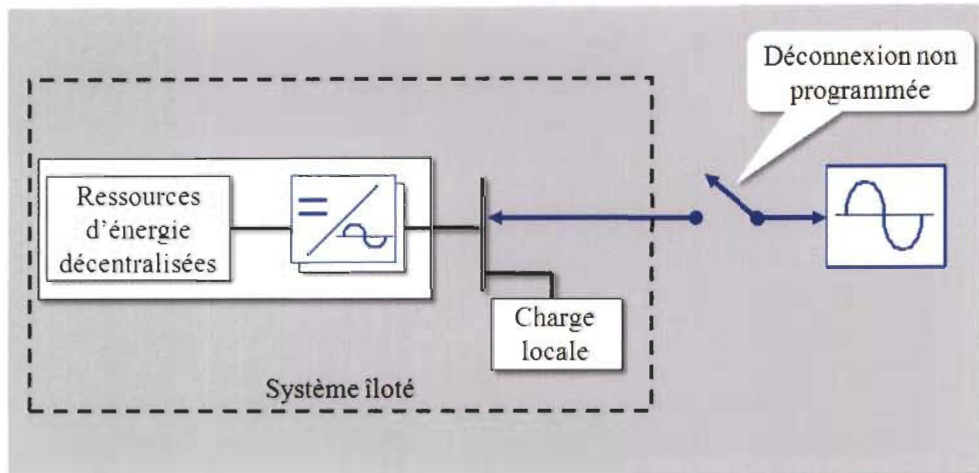 Déconnexion non
programmée
Ressources
d'énergie
décentralisées
Charge
locale
Système îloté